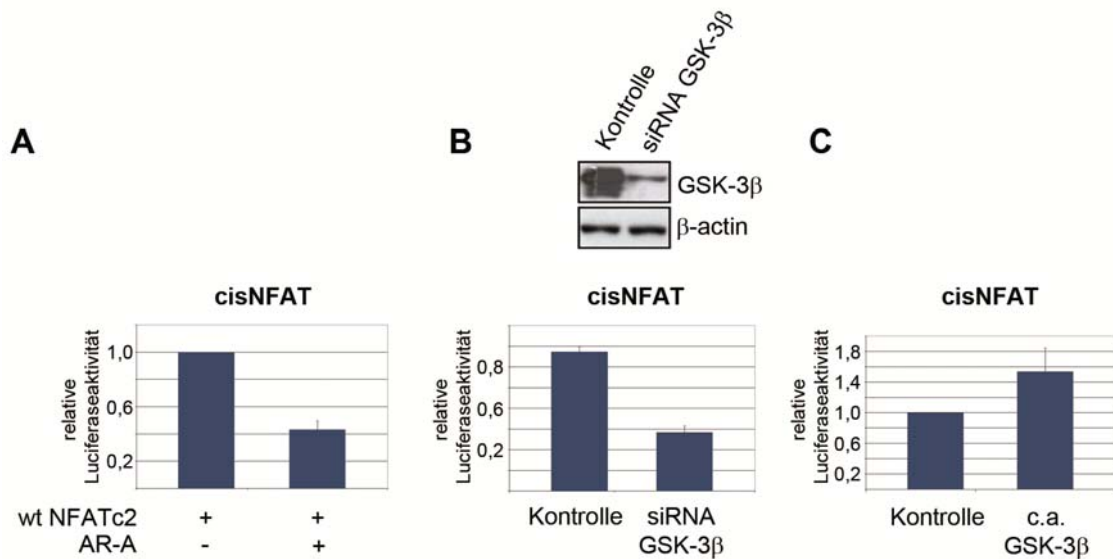 A
B
C
Kontrolle
siRNA GSK-3β
GSK-3β
β-actin
cisNFAT
relative
Luciferaseaktivität
1,0
0,6
0,2
wt NFATc2 + +
AR-A - +
cisNFAT
relative
Luciferaseaktivität
0,8
0,6
0,2
Kontrolle siRNA
GSK-3β
cisNFAT
relative
Luciferaseaktivität
1,8
1,4
1,0
0,6
0,2
Kontrolle c.a.
GSK-3β